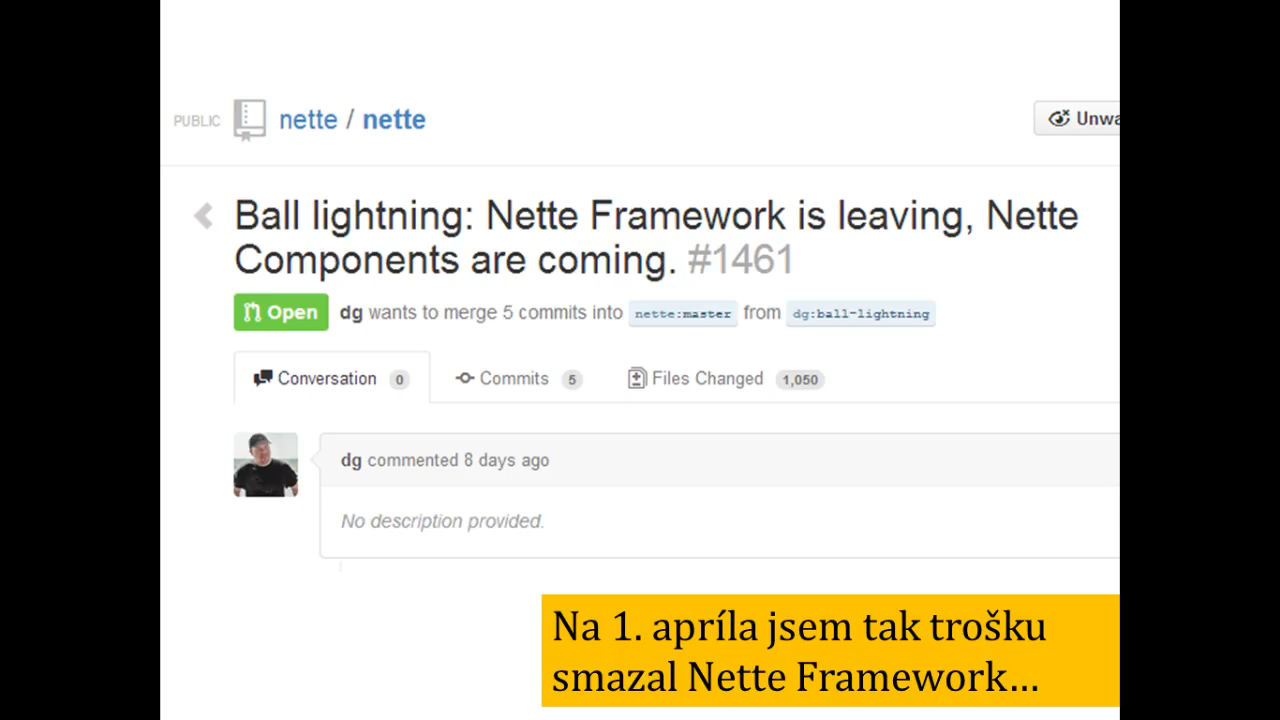 PUBLIC nette / nette Unwa
Ball lightning: Nette Framework is leaving, Nette
Components are coming. #1461
Open dg wants to merge 5 commits into nette:master from dg:ball-lightning
Conversation 0 Commits 5 Files Changed 1,050
dg commented 8 days ago
No description provided.
Na 1. apríla jsem tak trošku
smazal Nette Framework…